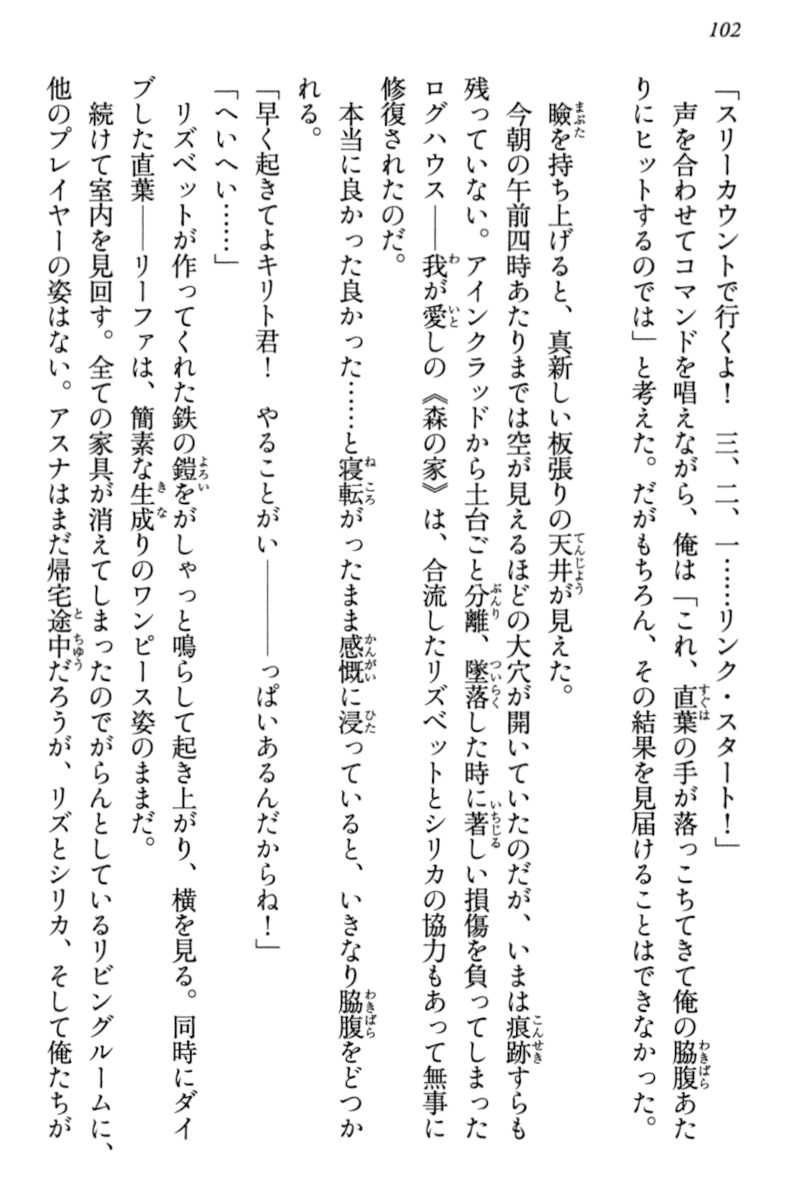 102
「スリーカウントで行くよ！　三、二、一……リンク・スタート！」
　声を合わせてコマンドを唱えながら、俺は「これ、直葉の手が落っこちてきて俺の脇腹あた
りにヒットするのでは」と考えた。だがもちろん、その結果を見届けることはできなかった。
　瞼を持ち上げると、真新しい板張りの天井が見えた。
　今朝の午前四時あたりまでは空が見えるほどの大穴が開いていたのだが、いまは痕跡すらも
残っていない。アインクラッドから土台ごと分離、墜落した時に著しい損傷を負ってしまった
ログハウス――我が愛しの《森の家》は、合流したリズベットとシリカの協力もあって無事に
修復されたのだ。
　本当に良かった良かった……と寝転がったまま感慨に浸っていると、いきなり脇腹をどつか
れる。
「早く起きてよキリト君！　やることがい――――っぱいあるんだからね！」
「へいへい……」
　リズベットが作ってくれた鉄の鎧をがしゃっと鳴らして起き上がり、横を見る。同時にダイ
ブした直葉――リーファは、簡素な生成りのワンピース姿のままだ。
　続けて室内を見回す。全ての家具が消えてしまったのでがらんとしているリビングルームに、
他のプレイヤーの姿はない。アスナはまだ帰宅途中だろうが、リズとシリカ、そして俺たちが